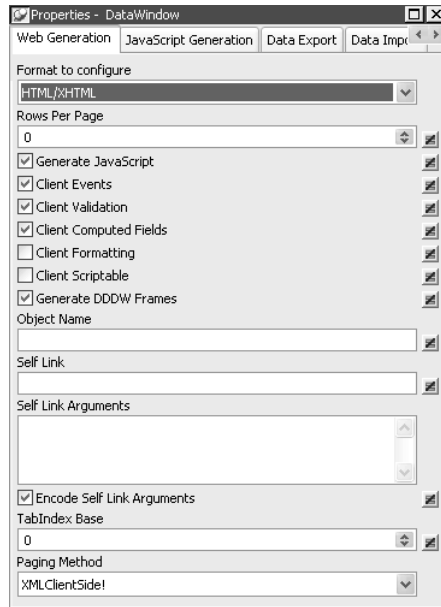 Properties - DataWindow
Web Generation JavaScript Generation Data Export Data Impo
Format to configure
HTML/XHTML
Rows Per Page
0
Generate JavaScript
Client Events
Client Validation
Client Computed Fields
Client Formatting
Client Scriptable
Generate DDDW Frames
Object Name
Self Link
Self Link Arguments
Encode Self Link Arguments
TabIndex Base
0
Paging Method
XMLClientSide!